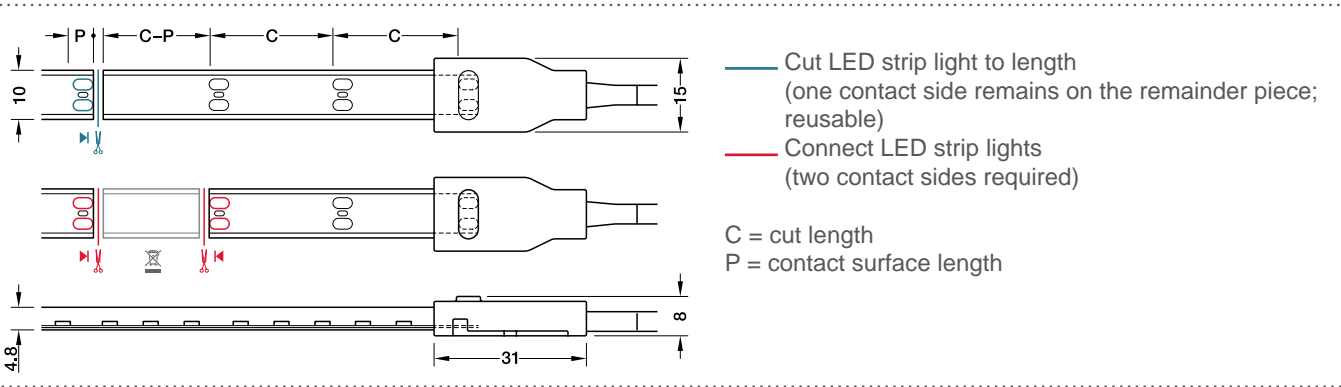 P
C-P
C
C
10
15
Cut LED strip light to length
(one contact side remains on the remainder piece;
reusable)
Connect LED strip lights
(two contact sides required)
C = cut length
P = contact surface length
4.8
31
8